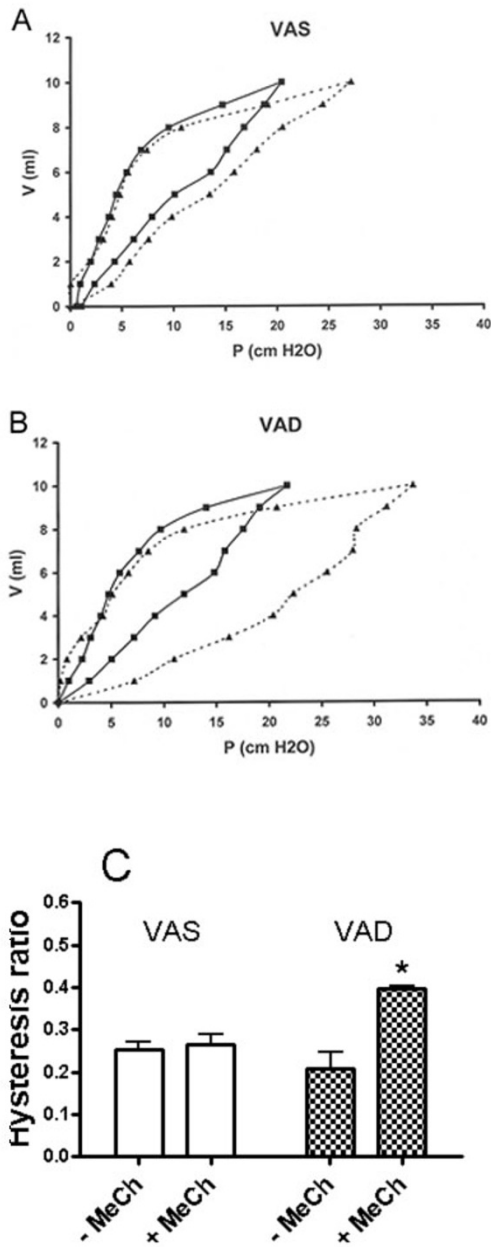 A
VAS
12
10
8
6
4
2
0
V (ml)
0 5 10 15 20 25 30 35 40
P (cm H2O)
B
VAD
12
10
8
6
4
2
0
V (ml)
0 5 10 15 20 25 30 35 40
P (cm H2O)
C
VAS VAD
*
0.6
0.5
0.4
0.3
0.2
0.1
0.0
Hysteresis ratio
- MeCh + MeCh - MeCh + MeCh